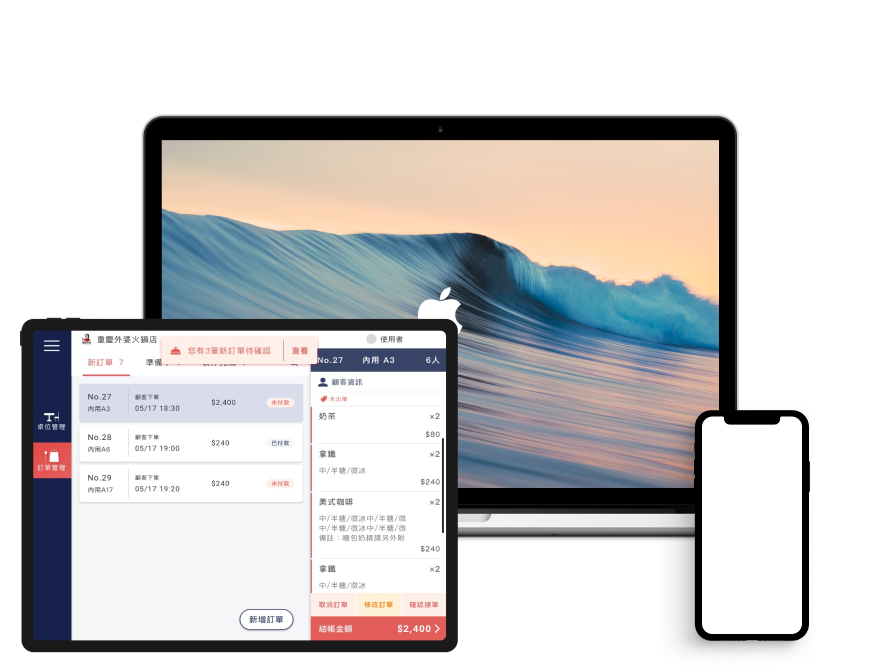 重慶外婆火鍋店
使用者
您有3筆新訂單待確認
查看
新訂單 7
準備
No.27
內用 A3
6人
桌位管理
訂單管理
No.27
內用A3
顧客下單
05/17 18:30
$2,400
未付款
No.28
內用A6
顧客下單
05/17 19:00
$240
已付款
No.29
內用A17
顧客下單
05/17 19:20
$240
未付款
新增訂單
顧客資訊
未出單
奶茶
×2
$80
拿鐵
×2
中/半糖/微冰
$240
美式咖啡
×2
中/半糖/微冰中/半糖/微
中/半糖/微冰中/半糖/微
備註：糖包奶精請另外附
$240
拿鐵
×2
中/半糖/微冰
取消訂單
修改訂單
確認接單
結帳金額
$2,400